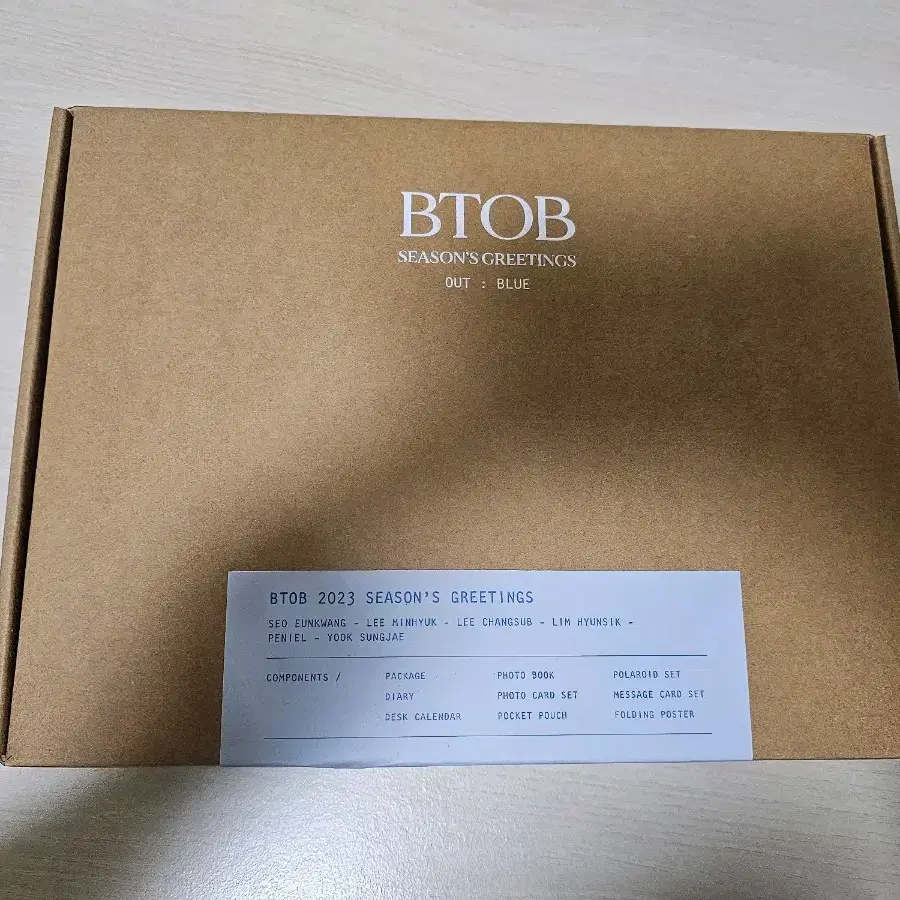 BTOB
SEASON'S GREETINGS
OUT : BLUE
BTOB 2023 SEASON'S GREETINGS
SEO EUNKWANG - LEE MINHYUK - LEE CHANGSUB - LIM HYUNSIK -
PENIEL - YOOK SUNGJAE
COMPONENTS / PACKAGE PHOTO BOOK POLAROID SET
DIARY PHOTO CARD SET MESSAGE CARD SET
DESK CALENDAR POCKET POUCH FOLDING POSTER